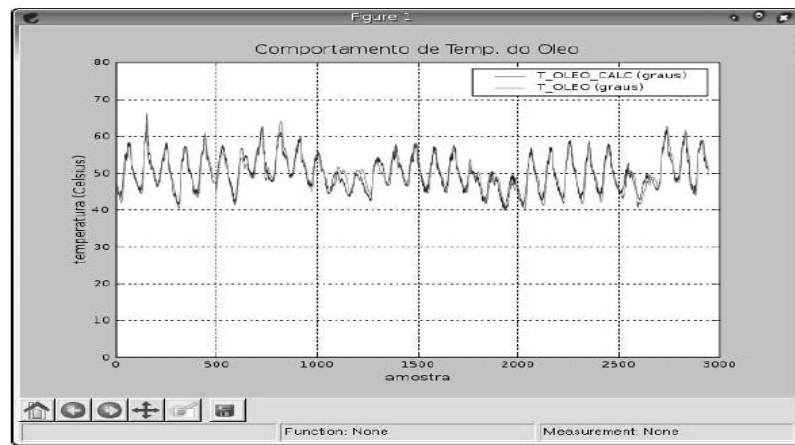 Figure 1
Comportamento de Temp. do Oleo
T_OLEO_CALC (graus)
T_OLEO (graus)
80
70
60
50
40
30
20
10
0
temperatura (Celsius)
0 500 1000 1500 2000 2500 3000
amostra
Function: None
Measurement: None